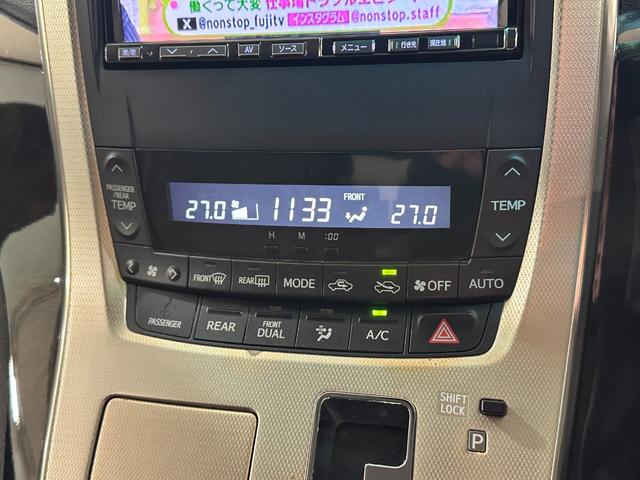 働くって大変 仕事場トラブルエピソード
X @nonstop_fujitv インスタグラム @nonstop.staff
AV ソース メニュー 行き先 現在地
PASSENGER/REAR TEMP
27.0 1133 FRONT 27.0
TEMP
H M :00
FRONT REAR MODE OFF AUTO
PASSENGER REAR FRONT DUAL A/C
SHIFT LOCK
P